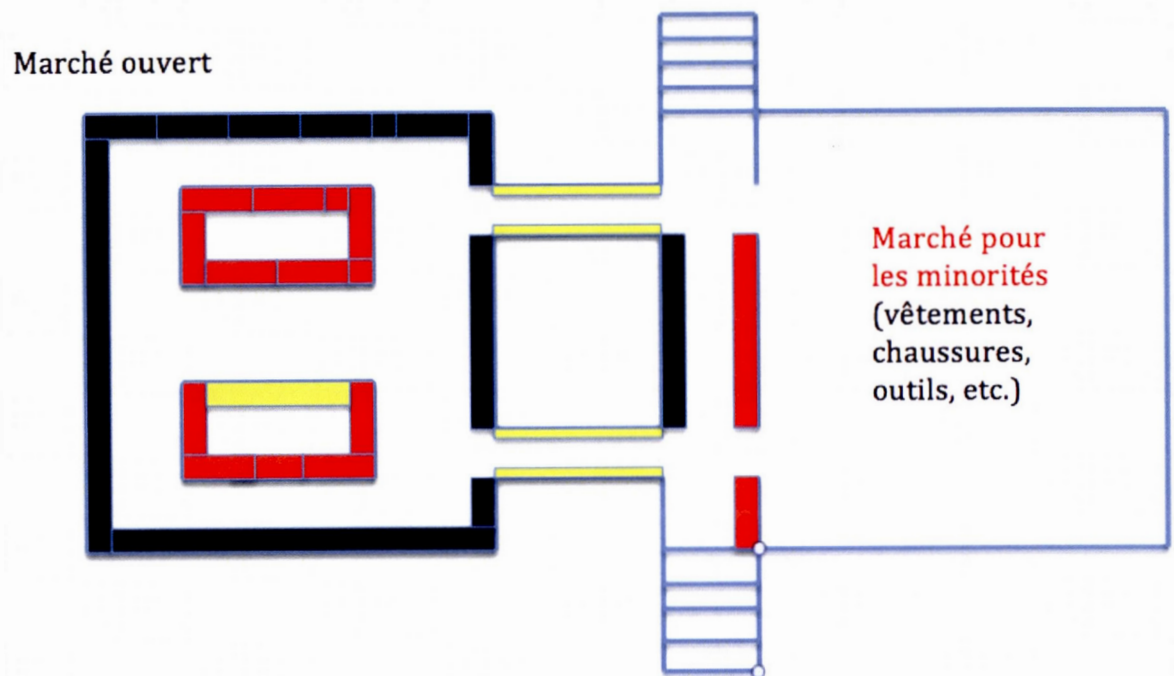 Marché ouvert
Marché pour
les minorités
(vêtements,
chaussures,
outils, etc.)